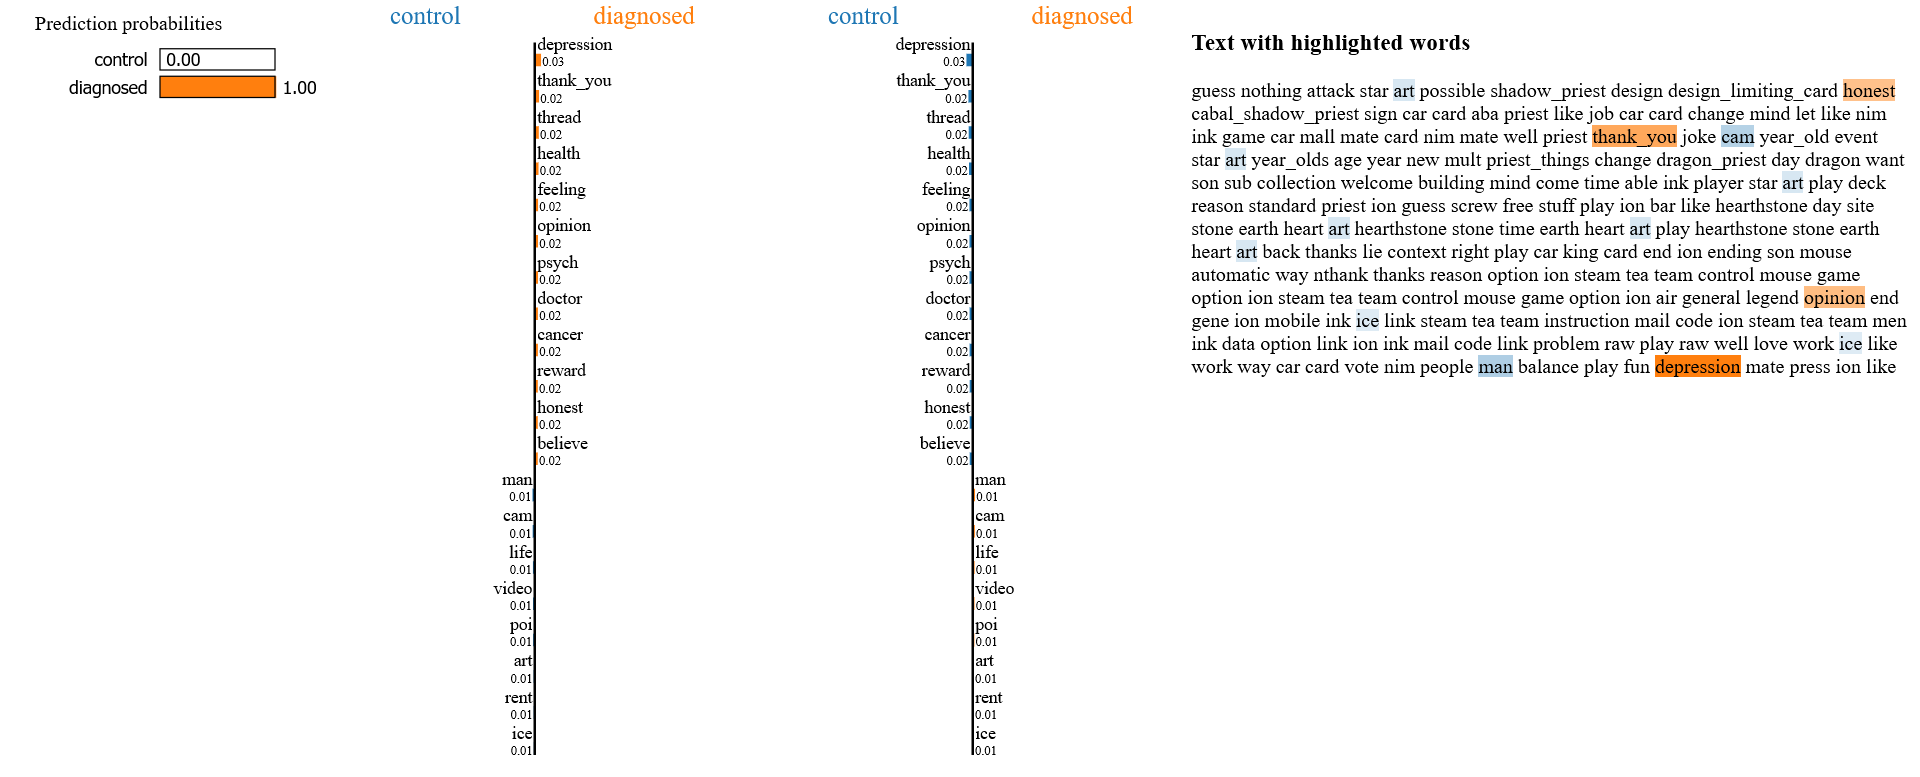 Prediction probabilities
control 0.00
diagnosed 1.00
control diagnosed
depression
0.03
thank_you
0.02
thread
0.02
health
0.02
feeling
0.02
opinion
0.02
psych
0.02
doctor
0.02
cancer
0.02
reward
0.02
honest
0.02
believe
0.02
man
0.01
cam
0.01
life
0.01
video
0.01
poi
0.01
art
0.01
rent
0.01
ice
0.01
control diagnosed
depression
0.03
thank_you
0.02
thread
0.02
health
0.02
feeling
0.02
opinion
0.02
psych
0.02
doctor
0.02
cancer
0.02
reward
0.02
honest
0.02
believe
0.02
man
0.01
cam
0.01
life
0.01
video
0.01
poi
0.01
art
0.01
rent
0.01
ice
0.01
Text with highlighted words
guess nothing attack star art possible shadow_priest design design_limiting_card honest
cabal_shadow_priest sign car card aba priest like job car card change mind let like nim
ink game car mall mate card nim mate well priest thank_you joke cam year_old event
star art year_olds age year new mult priest_things change dragon_priest day dragon want
son sub collection welcome building mind come time able ink player star art play deck
reason standard priest ion guess screw free stuff play ion bar like hearthstone day site
stone earth heart art hearthstone stone time earth heart art play hearthstone stone earth
heart art back thanks lie context right play car king card end ion ending son mouse
automatic way nthank thanks reason option ion steam tea team control mouse game
option ion steam tea team control mouse game option ion air general legend opinion end
gene ion mobile ink ice link steam tea team instruction mail code ion steam tea team men
ink data option link ion ink mail code link problem raw play raw well love work ice like
work way car card vote nim people man balance play fun depression mate press ion like